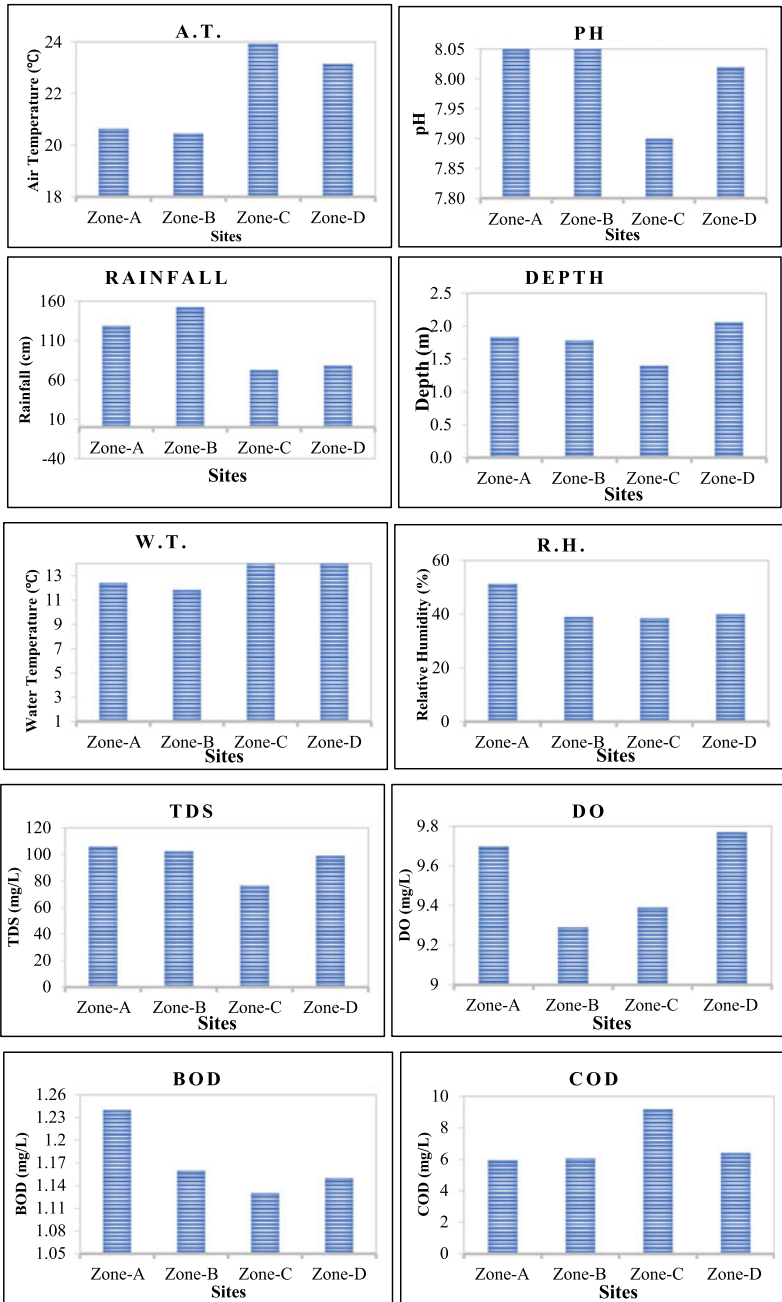 A.T.
Air Temperature (℃)
24
22
20
18
Zone-A Zone-B Zone-C Zone-D
Sites
PH
pH
8.05
8.00
7.95
7.90
7.85
7.80
Zone-A Zone-B Zone-C Zone-D
Sites
RAINFALL
Rainfall (cm)
160
110
60
10
-40
Zone-A Zone-B Zone-C Zone-D
Sites
DEPTH
Depth (m)
2.5
2.0
1.5
1.0
0.5
0.0
Zone-A Zone-B Zone-C Zone-D
Sites
W.T.
Water Temperature (℃)
13
11
9
7
5
3
1
Zone-A Zone-B Zone-C Zone-D
Sites
R.H.
Relative Humidity (%)
60
40
20
0
Zone-A Zone-B Zone-C Zone-D
Sites
TDS
TDS (mg/L)
120
100
80
60
40
20
0
Zone-A Zone-B Zone-C Zone-D
Sites
DO
DO (mg/L)
9.8
9.6
9.4
9.2
9
Zone-A Zone-B Zone-C Zone-D
Sites
BOD
BOD (mg/L)
1.26
1.23
1.2
1.17
1.14
1.11
1.08
1.05
Zone-A Zone-B Zone-C Zone-D
Sites
COD
COD (mg/L)
10
8
6
4
2
0
Zone-A Zone-B Zone-C Zone-D
Sites